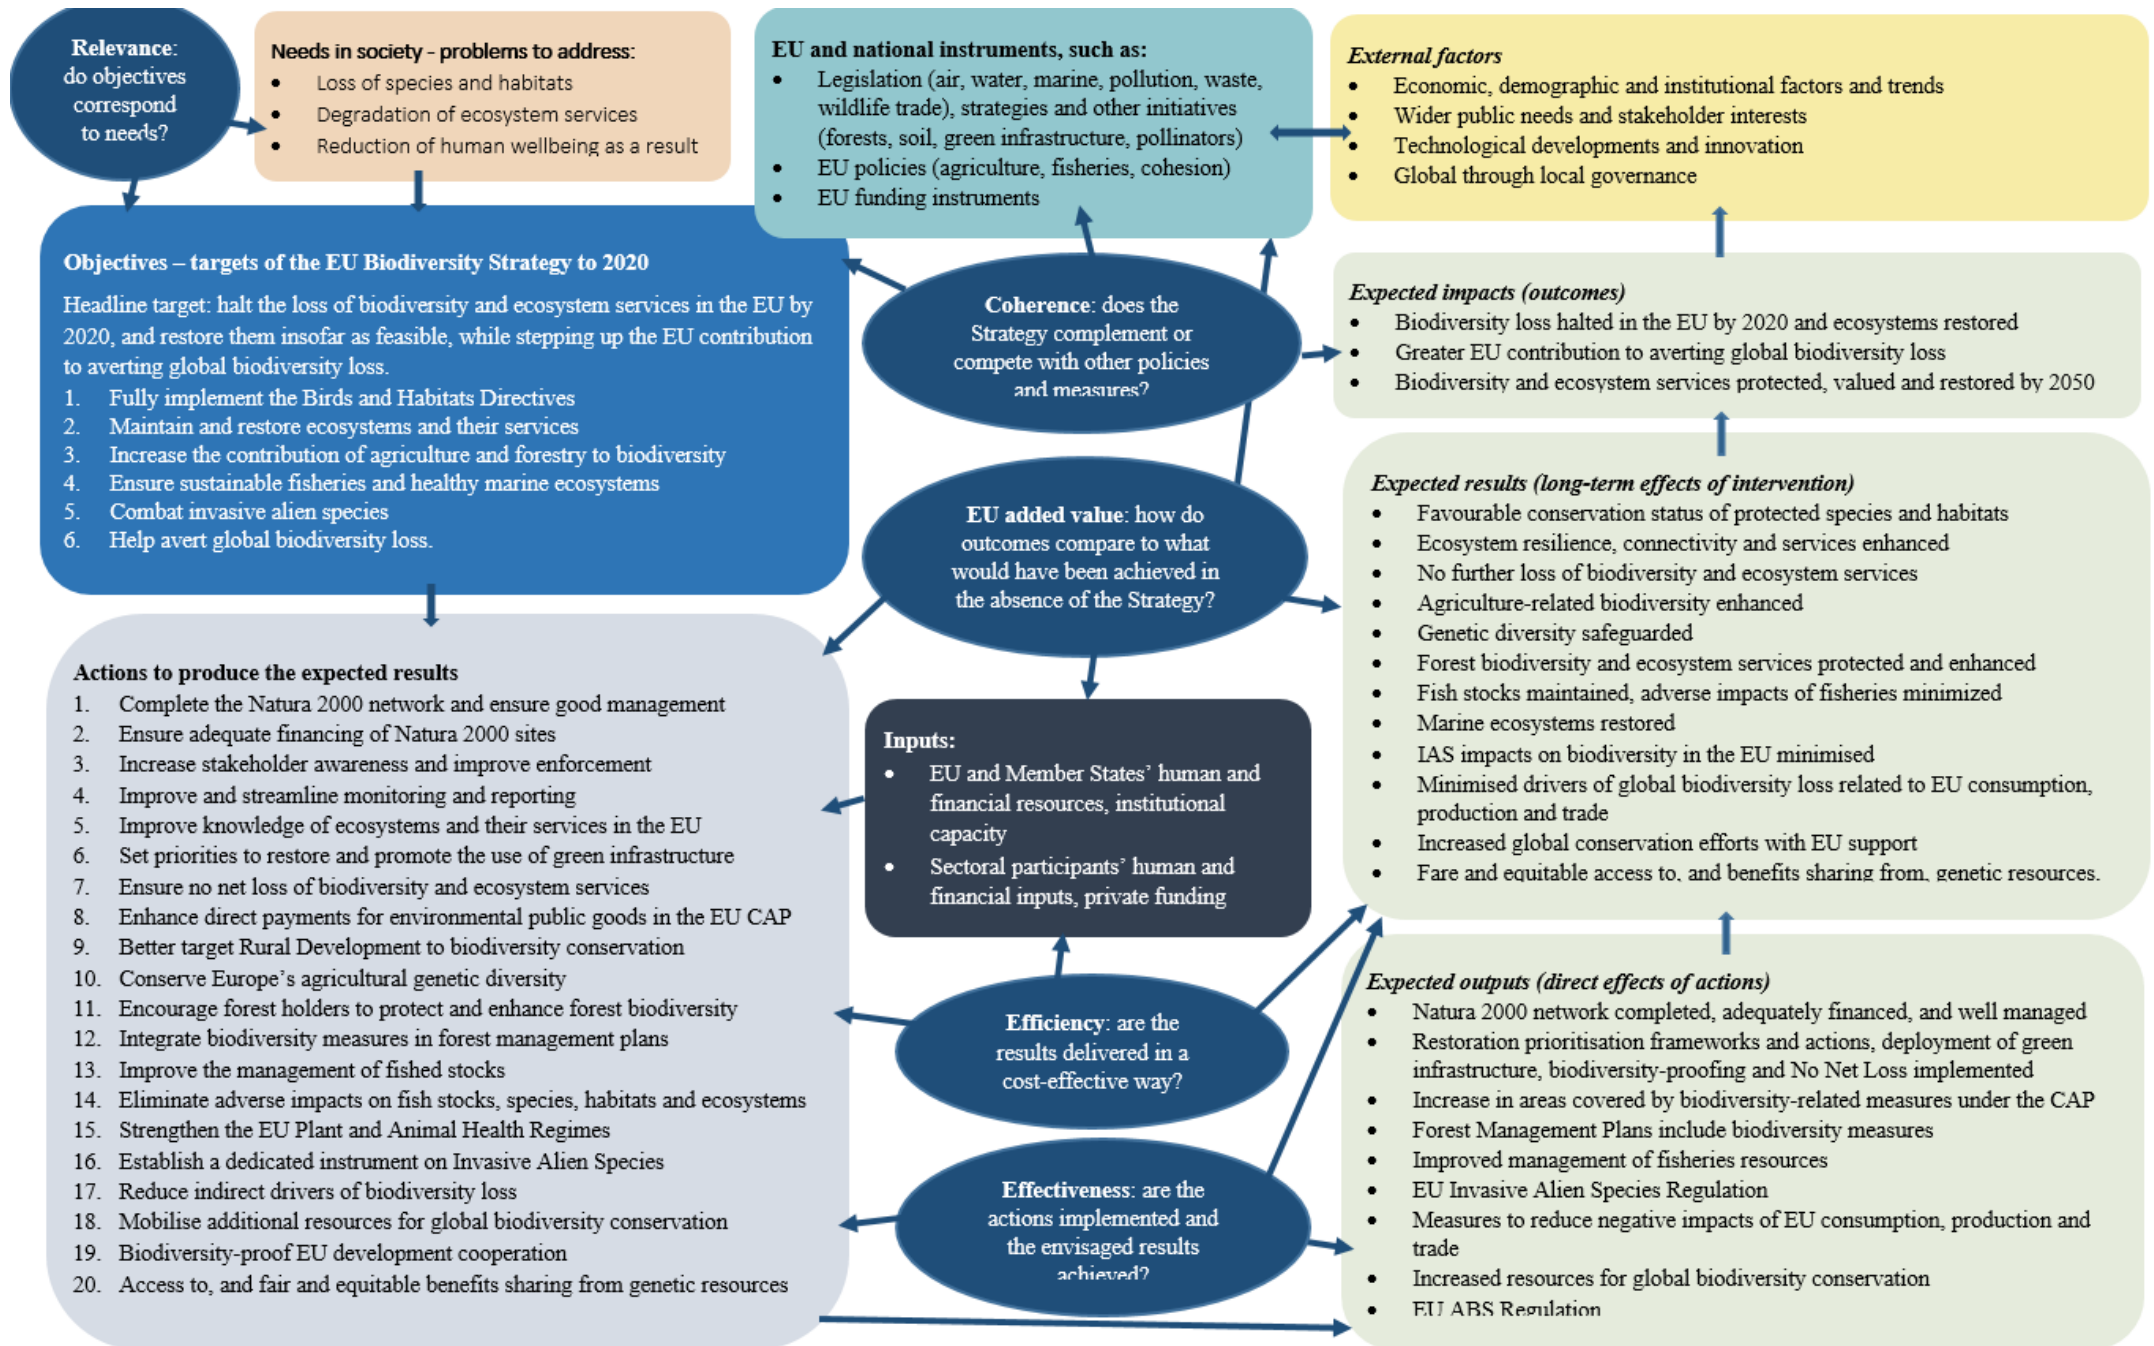 Relevance:
do objectives
correspond
to needs?
Needs in society - problems to address:
• Loss of species and habitats
• Degradation of ecosystem services
• Reduction of human wellbeing as a result
EU and national instruments, such as:
• Legislation (air, water, marine, pollution, waste,
wildlife trade), strategies and other initiatives
(forests, soil, green infrastructure, pollinators)
• EU policies (agriculture, fisheries, cohesion)
• EU funding instruments
External factors
• Economic, demographic and institutional factors and trends
• Wider public needs and stakeholder interests
• Technological developments and innovation
• Global through local governance
Objectives – targets of the EU Biodiversity Strategy to 2020
Headline target: halt the loss of biodiversity and ecosystem services in the EU by
2020, and restore them insofar as feasible, while stepping up the EU contribution
to averting global biodiversity loss.
1. Fully implement the Birds and Habitats Directives
2. Maintain and restore ecosystems and their services
3. Increase the contribution of agriculture and forestry to biodiversity
4. Ensure sustainable fisheries and healthy marine ecosystems
5. Combat invasive alien species
6. Help avert global biodiversity loss.
Coherence: does the
Strategy complement or
compete with other policies
and measures?
Expected impacts (outcomes)
• Biodiversity loss halted in the EU by 2020 and ecosystems restored
• Greater EU contribution to averting global biodiversity loss
• Biodiversity and ecosystem services protected, valued and restored by 2050
EU added value: how do
outcomes compare to what
would have been achieved in
the absence of the Strategy?
Expected results (long-term effects of intervention)
• Favourable conservation status of protected species and habitats
• Ecosystem resilience, connectivity and services enhanced
• No further loss of biodiversity and ecosystem services
• Agriculture-related biodiversity enhanced
• Genetic diversity safeguarded
• Forest biodiversity and ecosystem services protected and enhanced
• Fish stocks maintained, adverse impacts of fisheries minimized
• Marine ecosystems restored
• IAS impacts on biodiversity in the EU minimised
• Minimised drivers of global biodiversity loss related to EU consumption,
production and trade
• Increased global conservation efforts with EU support
• Fare and equitable access to, and benefits sharing from, genetic resources.
Actions to produce the expected results
1. Complete the Natura 2000 network and ensure good management
2. Ensure adequate financing of Natura 2000 sites
3. Increase stakeholder awareness and improve enforcement
4. Improve and streamline monitoring and reporting
5. Improve knowledge of ecosystems and their services in the EU
6. Set priorities to restore and promote the use of green infrastructure
7. Ensure no net loss of biodiversity and ecosystem services
8. Enhance direct payments for environmental public goods in the EU CAP
9. Better target Rural Development to biodiversity conservation
10. Conserve Europe’s agricultural genetic diversity
11. Encourage forest holders to protect and enhance forest biodiversity
12. Integrate biodiversity measures in forest management plans
13. Improve the management of fished stocks
14. Eliminate adverse impacts on fish stocks, species, habitats and ecosystems
15. Strengthen the EU Plant and Animal Health Regimes
16. Establish a dedicated instrument on Invasive Alien Species
17. Reduce indirect drivers of biodiversity loss
18. Mobilise additional resources for global biodiversity conservation
19. Biodiversity-proof EU development cooperation
20. Access to, and fair and equitable benefits sharing from genetic resources
Inputs:
• EU and Member States’ human and
financial resources, institutional
capacity
• Sectoral participants’ human and
financial inputs, private funding
Efficiency: are the
results delivered in a
cost-effective way?
Effectiveness: are the
actions implemented and
the envisaged results
achieved?
Expected outputs (direct effects of actions)
• Natura 2000 network completed, adequately financed, and well managed
• Restoration prioritisation frameworks and actions, deployment of green
infrastructure, biodiversity-proofing and No Net Loss implemented
• Increase in areas covered by biodiversity-related measures under the CAP
• Forest Management Plans include biodiversity measures
• Improved management of fisheries resources
• EU Invasive Alien Species Regulation
• Measures to reduce negative impacts of EU consumption, production and
trade
• Increased resources for global biodiversity conservation
• EU ABS Regulation